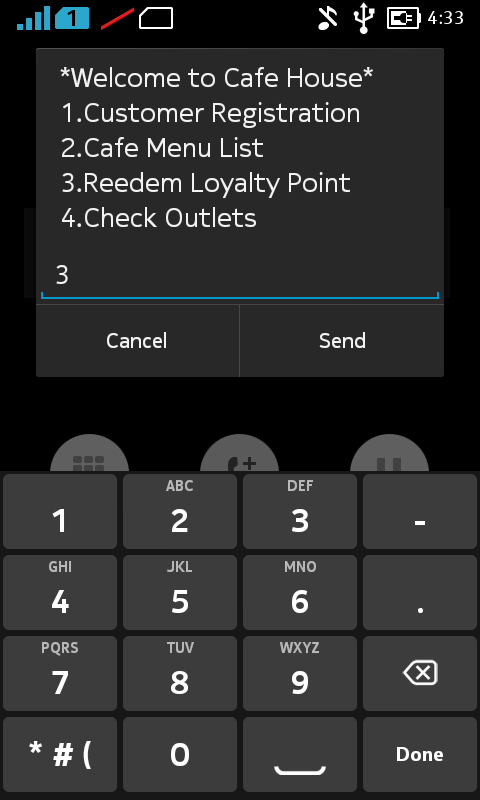 1 4:33
*Welcome to Cafe House*
1.Customer Registration
2.Cafe Menu List
3.Reedem Loyalty Point
4.Check Outlets
3
Cancel Send
ABC DEF
1 2 3 -
GHI JKL MNO
4 5 6 .
PQRS TUV WXYZ
7 8 9
* # ( 0 Done